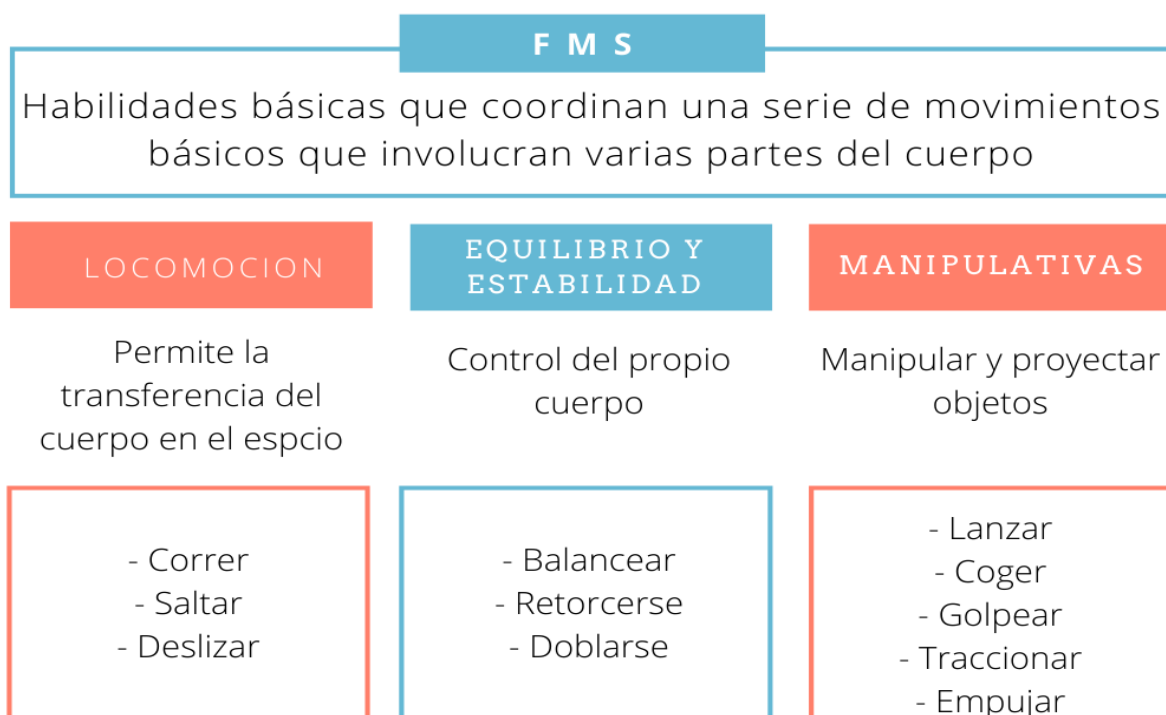 F M S
Habilidades básicas que coordinan una serie de movimientos
básicos que involucran varias partes del cuerpo
LOCOMOCION
Permite la
transferencia del
cuerpo en el espcio
- Correr
- Saltar
- Deslizar
EQUILIBRIO Y
ESTABILIDAD
Control del propio
cuerpo
- Balancear
- Retorcerse
- Doblarse
MANIPULATIVAS
Manipular y proyectar
objetos
- Lanzar
- Coger
- Golpear
- Traccionar
- Empujar